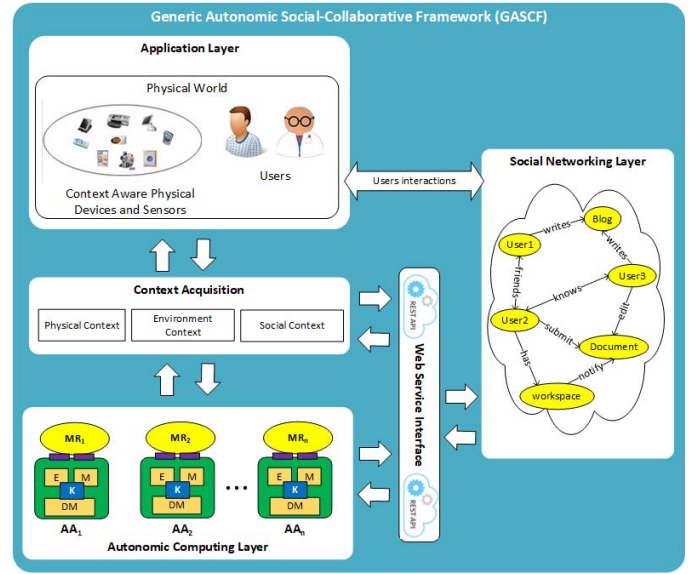 Generic Autonomic Social-Collaborative Framework (GASCF)
Application Layer
Physical World
Context Aware Physical
Devices and Sensors
Users
Users interactions
Social Networking Layer
Blog
writes
User1
writes
User3
friends
knows
edit
User2
submit
Document
has
notify
workspace
Context Acquisition
Physical Context
Environment
Context
Social Context
REST API
Web Service Interface
REST API
MR1
MR2
MRn
E M
K
DM
E M
K
DM
...
E M
K
DM
AA1
AA2
AAn
Autonomic Computing Layer